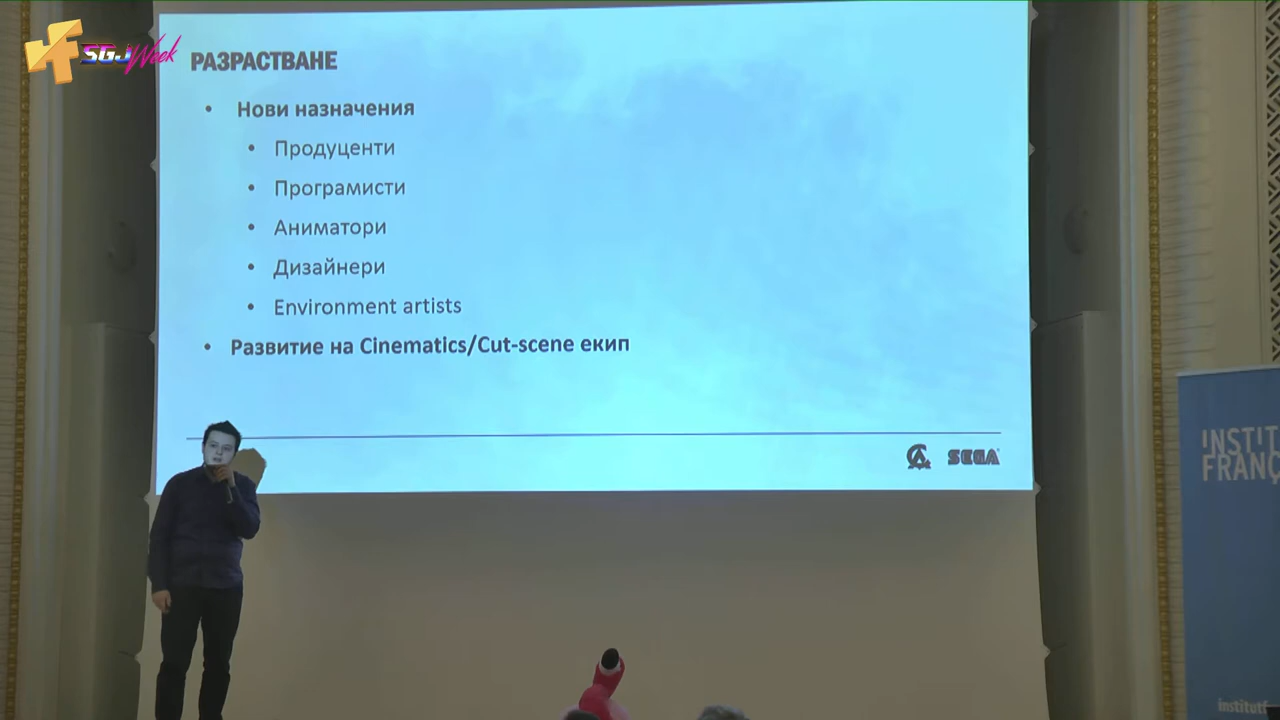 SGJ Week
РАЗРАСТВАНЕ
• Нови назначения
• Продуценти
• Програмисти
• Аниматори
• Дизайнери
• Environment artists
• Развитие на Cinematics/Cut-scene екип
SEGA
INSTIT
FRANÇ
institutf